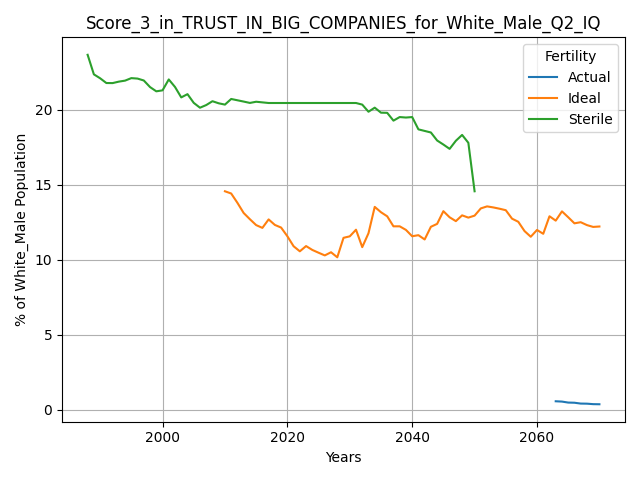 Score_3_in_TRUST_IN_BIG_COMPANIES_for_White_Male_Q2_IQ
Fertility
Actual
Ideal
Sterile
% of White_Male Population
20
15
10
5
0
2000
2020
2040
2060
Years